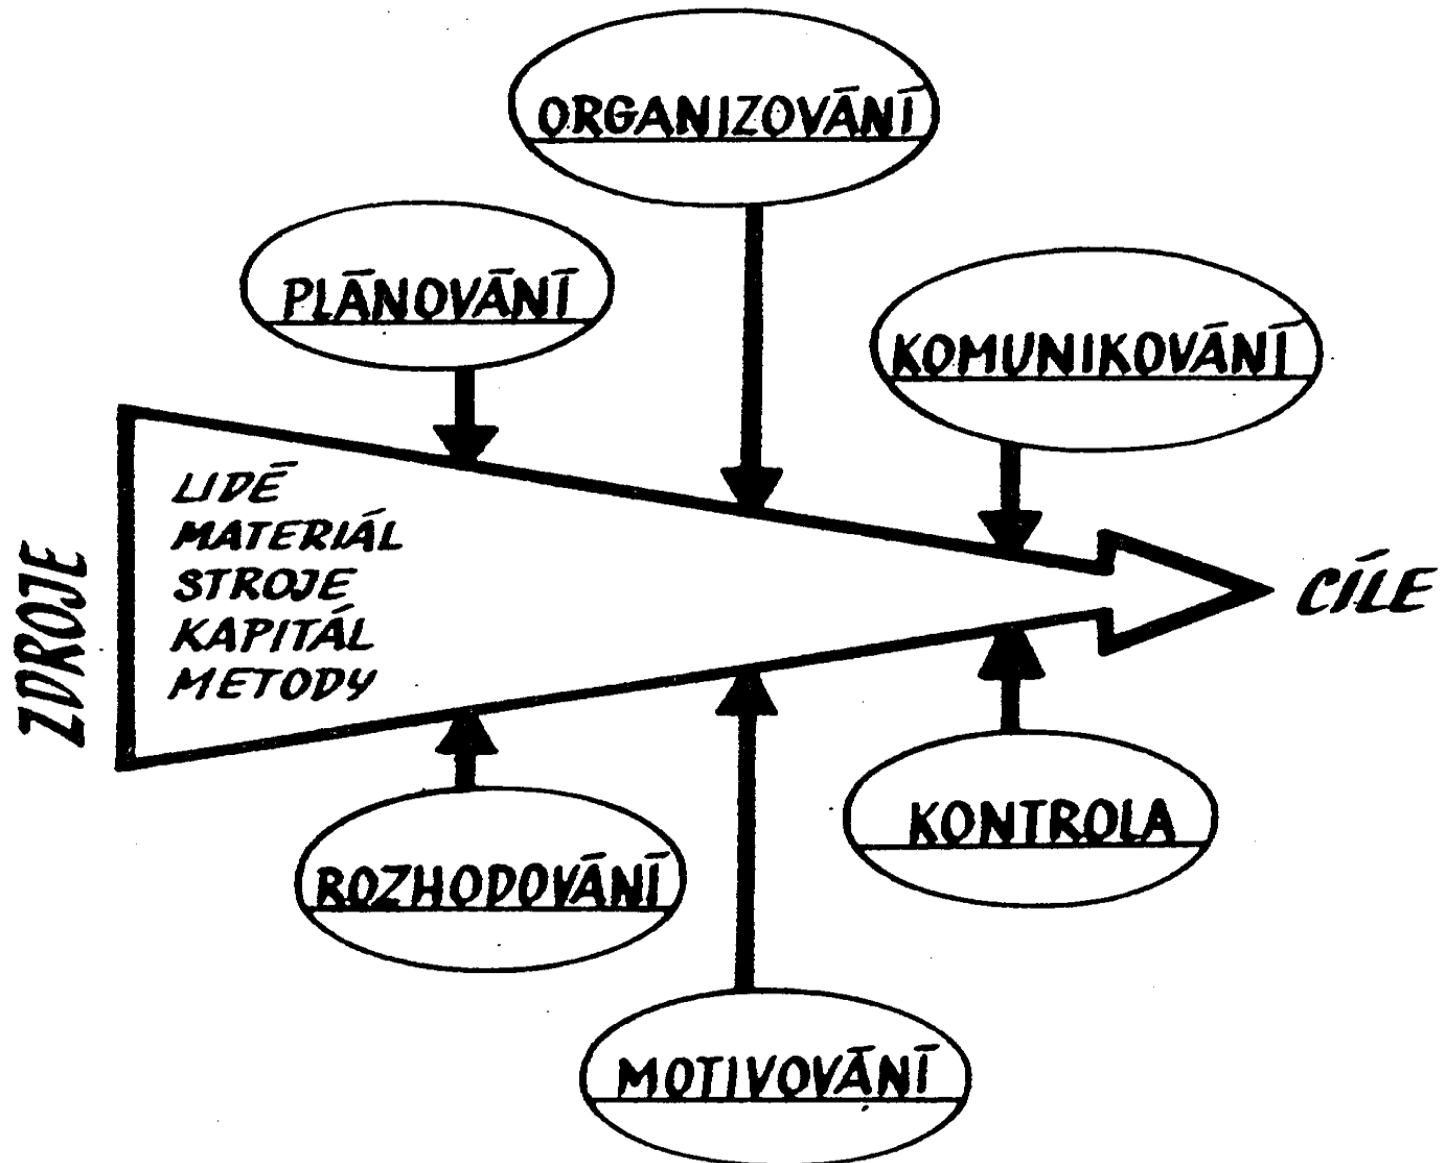 ORGANIZOVÁNÍ
PLÁNOVÁNÍ
KOMUNIKOVÁNÍ
ZDROJE
LIDÉ
MATERIÁL
STROJE
KAPITÁL
METODY
CÍLE
ROZHODOVÁNÍ
KONTROLA
MOTIVOVÁNÍ